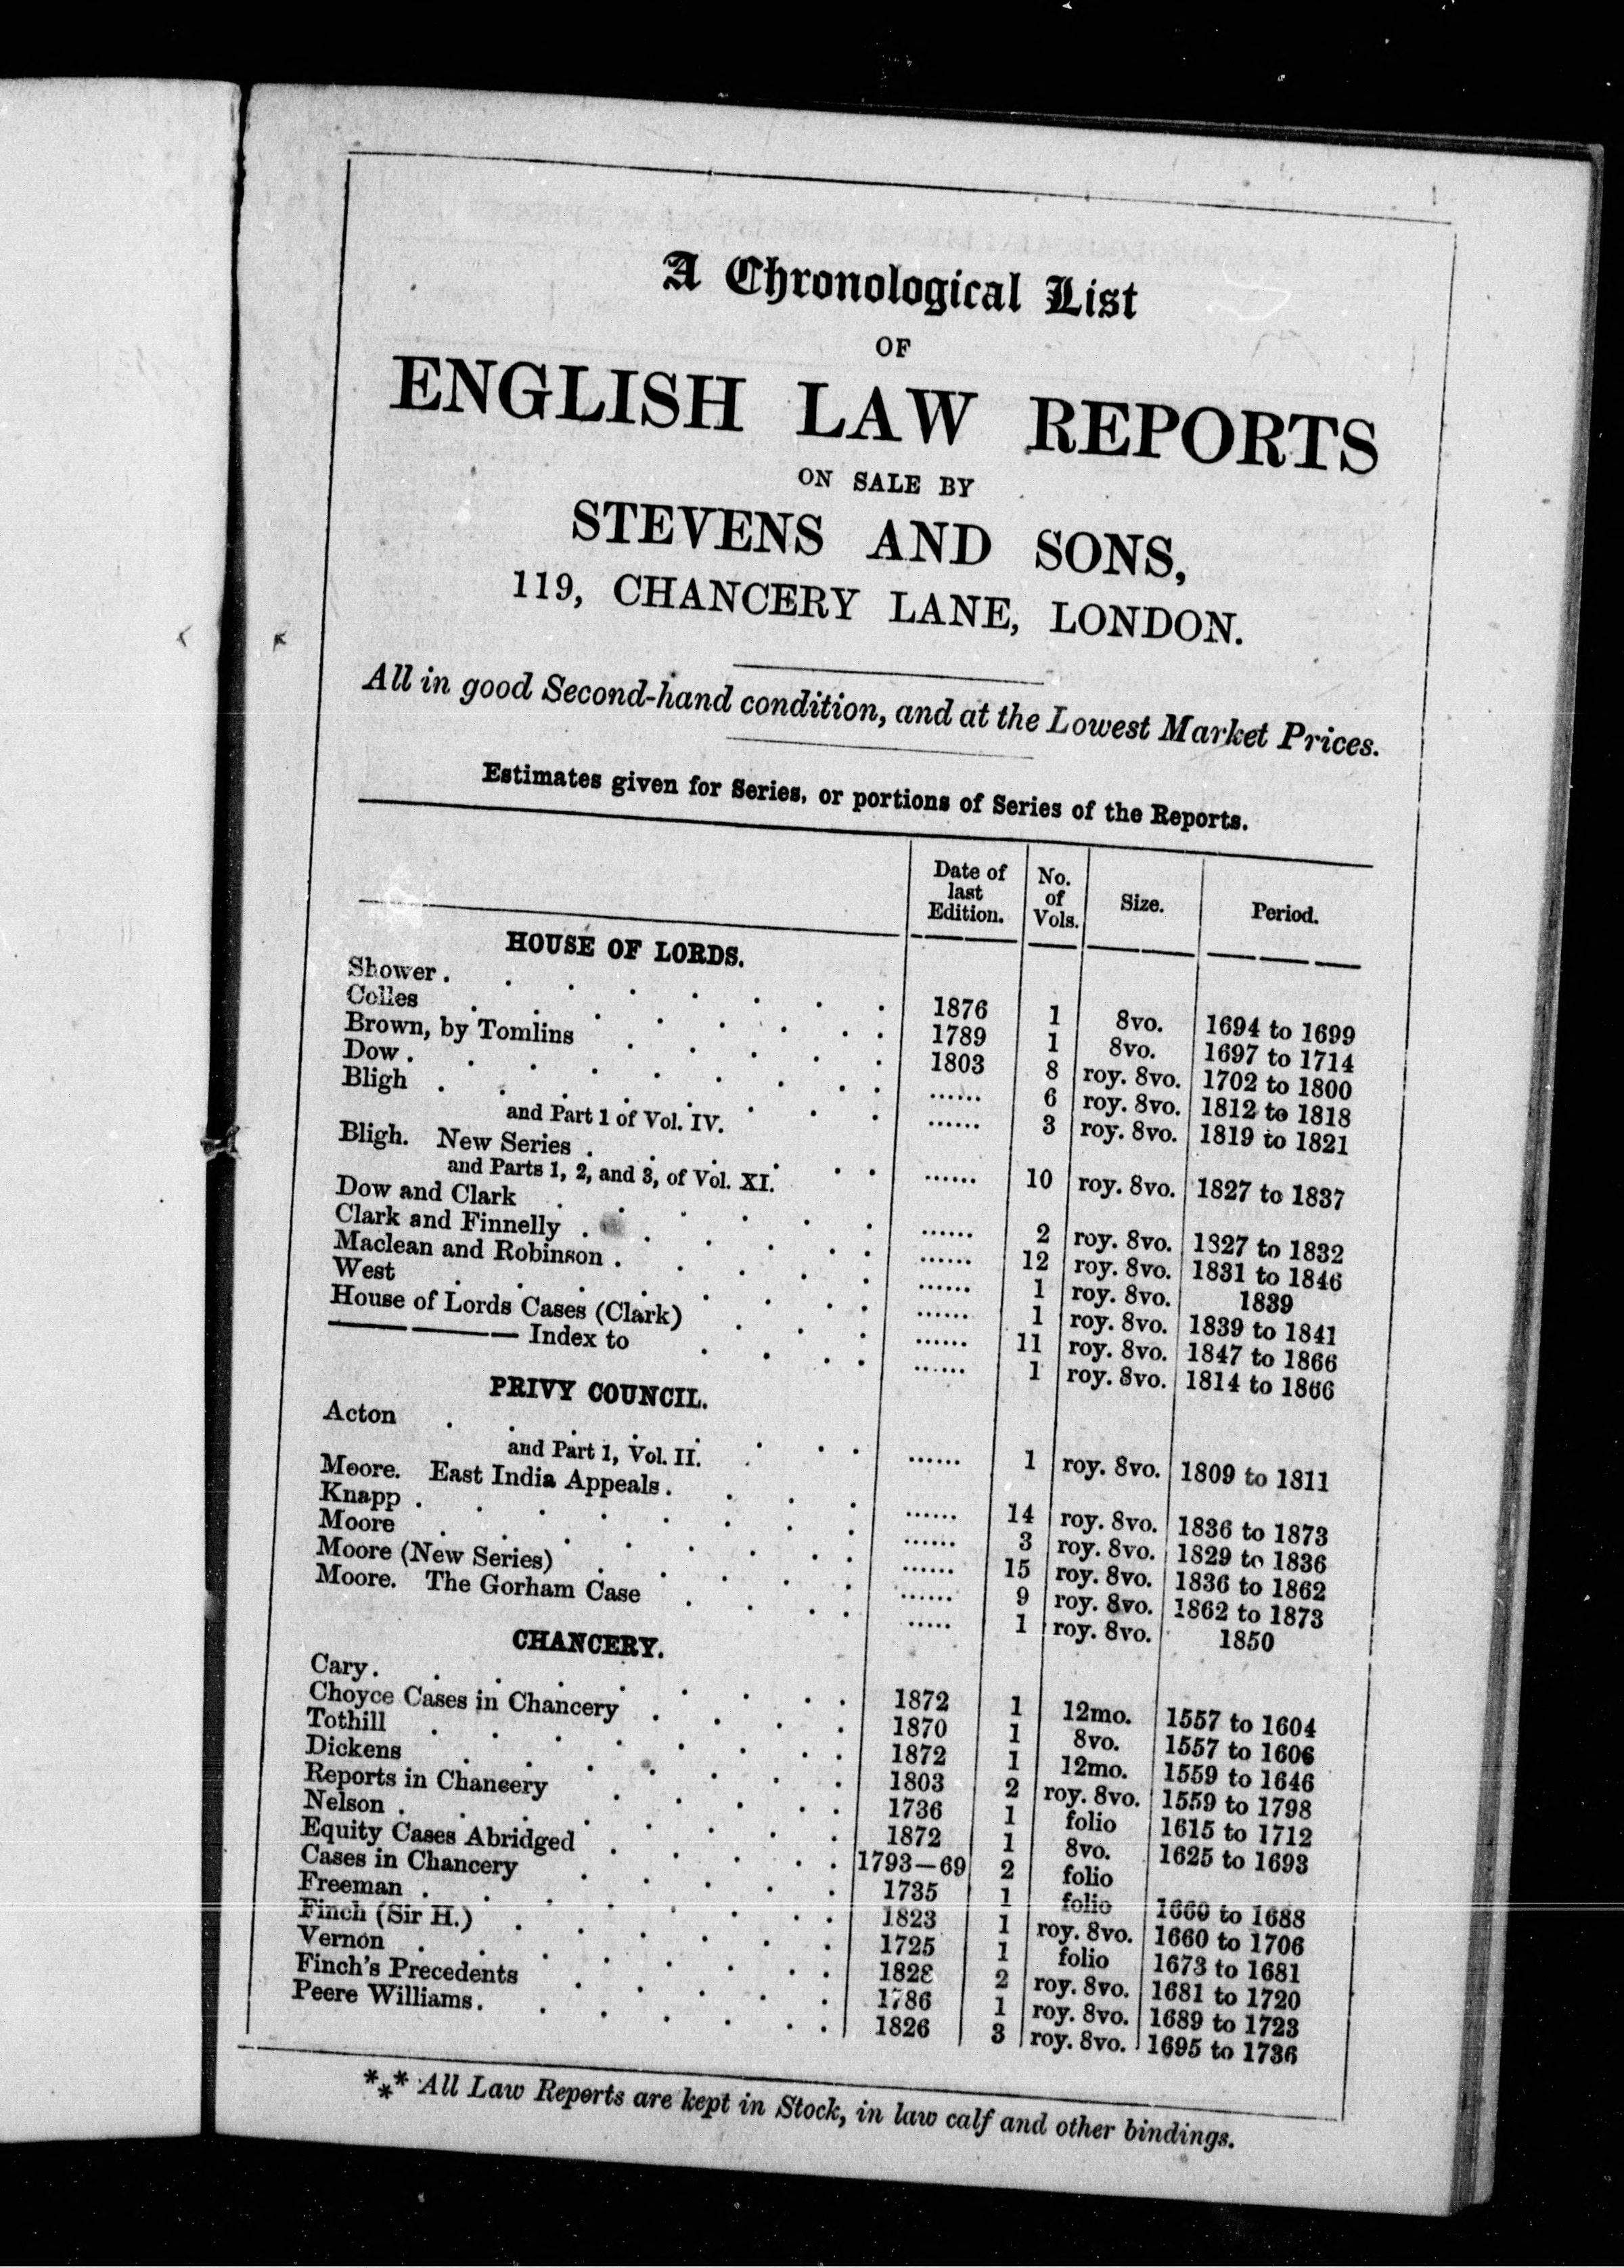 A Chronological List
OF
ENGLISH LAW REPORTS
ON SALE BY
STEVENS AND SONS,
119, CHANCERY LANE, LONDON.
All in good Second-hand condition, and at the Lowest Market Prices.
Estimates given for Series, or portions of Series of the Reports.
Date of last Edition. No. of Vols. Size. Period.
HOUSE OF LORDS.
Shower . . . . . . . . 1876 1 8vo. 1694 to 1699
Colles . . . . . . . . 1789 1 8vo. 1697 to 1714
Brown, by Tomlins . . . . . 1803 8 roy. 8vo. 1702 to 1800
Dow . . . . . . . . ...... 6 roy. 8vo. 1812 to 1818
Bligh . . . . . . . . ...... 3 roy. 8vo. 1819 to 1821
and Part 1 of Vol. IV.
Bligh. New Series . . . . . . ...... 10 roy. 8vo. 1827 to 1837
and Parts 1, 2, and 3, of Vol. XI.
Dow and Clark . . . . . . ...... 2 roy. 8vo. 1827 to 1832
Clark and Finnelly . . . . . . ...... 12 roy. 8vo. 1831 to 1846
Maclean and Robinson . . . . . ...... 1 roy. 8vo. 1839
West . . . . . . . . ...... 1 roy. 8vo. 1839 to 1841
House of Lords Cases (Clark) . . . ...... 11 roy. 8vo. 1847 to 1866
———— Index to . . . . ...... 1 roy. 8vo. 1814 to 1866
PRIVY COUNCIL.
Acton . . . . . . . . ...... 1 roy. 8vo. 1809 to 1811
and Part 1, Vol. II.
Moore. East India Appeals . . . . ...... 14 roy. 8vo. 1836 to 1873
Knapp . . . . . . . . ...... 3 roy. 8vo. 1829 to 1836
Moore . . . . . . . . ...... 15 roy. 8vo. 1836 to 1862
Moore (New Series) . . . . . ...... 9 roy. 8vo. 1862 to 1873
Moore. The Gorham Case . . . . ..... 1 roy. 8vo. 1850
CHANCERY.
Cary . . . . . . . . 1872 1 12mo. 1557 to 1604
Choyce Cases in Chancery . . . . 1870 1 8vo. 1557 to 1606
Tothill . . . . . . . . 1872 1 12mo. 1559 to 1646
Dickens . . . . . . . 1803 2 roy. 8vo. 1559 to 1798
Reports in Chancery . . . . . 1736 1 folio 1615 to 1712
Nelson . . . . . . . . 1872 1 8vo. 1625 to 1693
Equity Cases Abridged . . . . . 1793—69 2 folio
Cases in Chancery . . . . . 1735 1 folio 1660 to 1688
Freeman . . . . . . . . 1823 1 roy. 8vo. 1660 to 1706
Finch (Sir H.) . . . . . . 1725 1 folio 1673 to 1681
Vernon . . . . . . . . 1828 2 roy. 8vo. 1681 to 1720
Finch's Precedents . . . . . 1786 1 roy. 8vo. 1689 to 1723
Peere Williams . . . . . . 1826 3 roy. 8vo. 1695 to 1736
*** All Law Reports are kept in Stock, in law calf and other bindings.